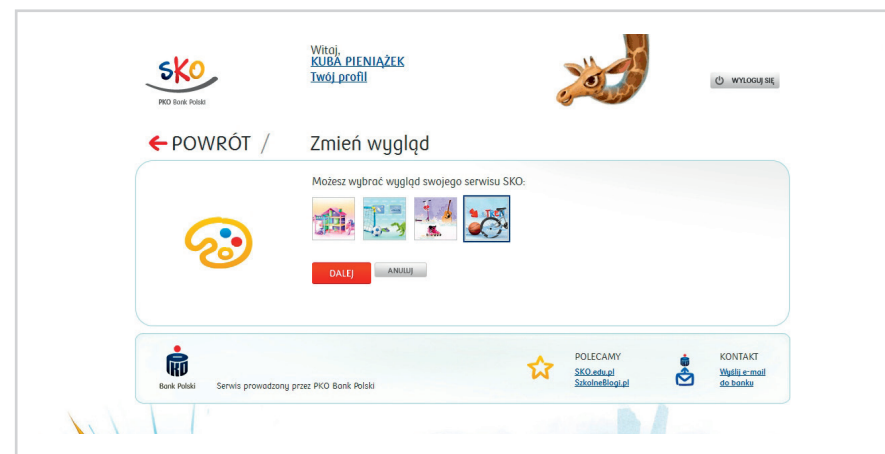 sko
PKO Bank Polski
Witaj,
KUBA PIENIĄŻEK
Twój profil
WYLOGUJ SIĘ
POWRÓT / Zmień wygląd
Możesz wybrać wygląd swojego serwisu SKO:
DALEJ
ANULUJ
PKO
Bank Polski
Serwis prowadzony przez PKO Bank Polski
POLECAMY
SKO.edu.pl
SzkolneBlogi.pl
KONTAKT
Wyślij e-mail
do banku